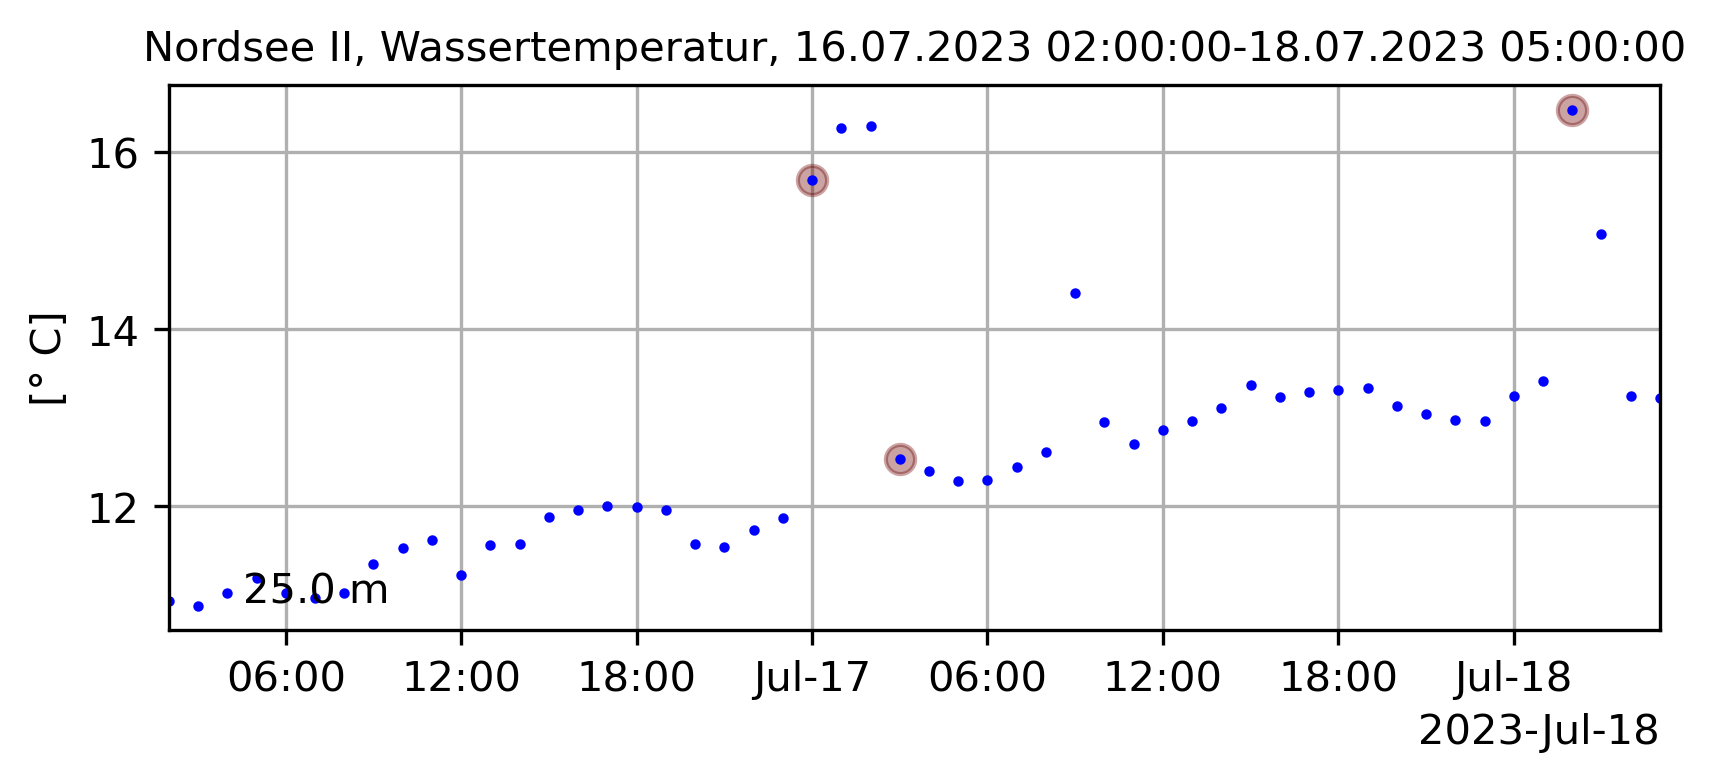 Nordsee II, Wassertemperatur, 16.07.2023 02:00:00-18.07.2023 05:00:00
16
14
12
[° C]
25.0 m
06:00 12:00 18:00 Jul-17 06:00 12:00 18:00 Jul-18
2023-Jul-18